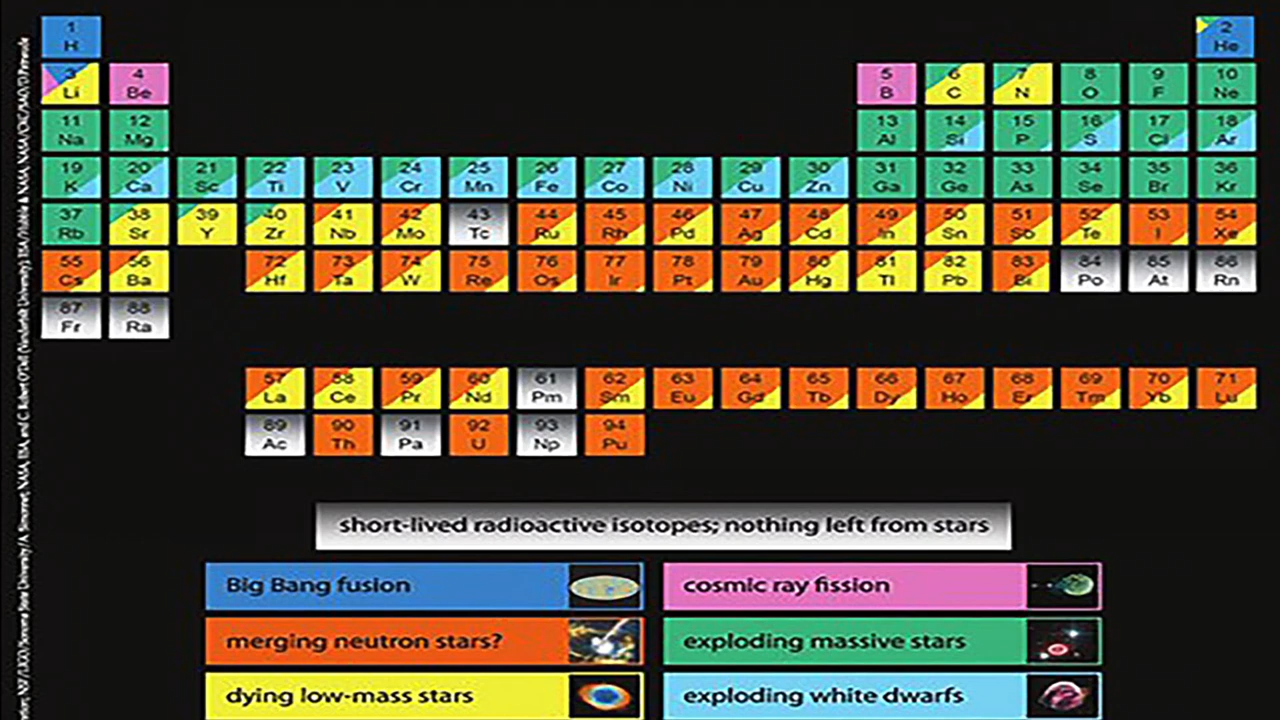 1 2
H He
3 4 5 6 7 8 9 10
Li Be B C N O F Ne
11 12 13 14 15 16 17 18
Na Mg Al Si P S Cl Ar
19 20 21 22 23 24 25 26 27 28 29 30 31 32 33 34 35 36
K Ca Sc Ti V Cr Mn Fe Co Ni Cu Zn Ga Ge As Se Br Kr
37 38 39 40 41 42 43 44 45 46 47 48 49 50 51 52 53 54
Rb Sr Y Zr Nb Mo Tc Ru Rh Pd Ag Cd In Sn Sb Te I Xe
55 56 72 73 74 75 76 77 78 79 80 81 82 83 84 85 86
Cs Ba Hf Ta W Re Os Ir Pt Au Hg Tl Pb Bi Po At Rn
87 88
Fr Ra
57 58 59 60 61 62 63 64 65 66 67 68 69 70 71
La Ce Pr Nd Pm Sm Eu Gd Tb Dy Ho Er Tm Yb Lu
89 90 91 92 93 94
Ac Th Pa U Np Pu
short-lived radioactive isotopes; nothing left from stars
Big Bang fusion cosmic ray fission
merging neutron stars? exploding massive stars
dying low-mass stars exploding white dwarfs